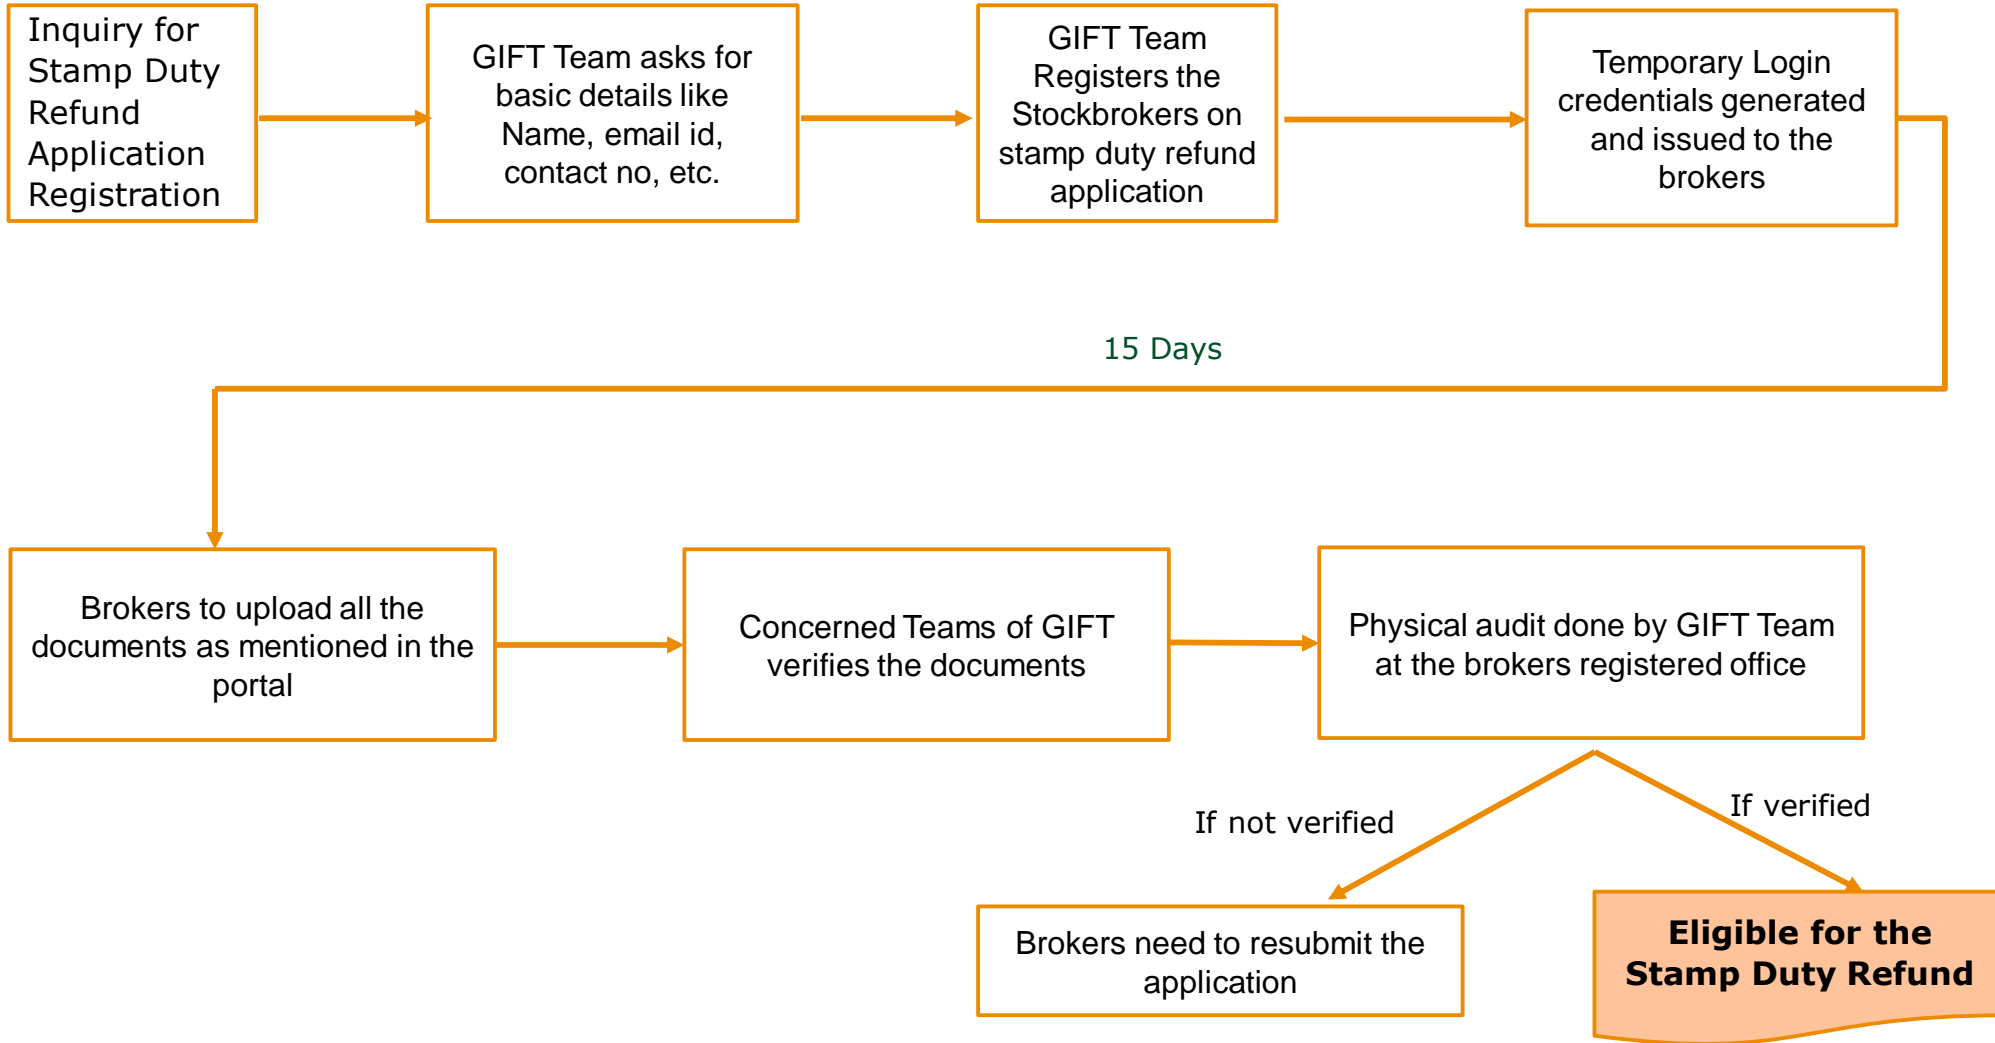 Inquiry for
Stamp Duty
Refund
Application
Registration
GIFT Team asks for
basic details like
Name, email id,
contact no, etc.
GIFT Team
Registers the
Stockbrokers on
stamp duty refund
application
Temporary Login
credentials generated
and issued to the
brokers
15 Days
Brokers to upload all the
documents as mentioned in the
portal
Concerned Teams of GIFT
verifies the documents
Physical audit done by GIFT Team
at the brokers registered office
If not verified
If verified
Brokers need to resubmit the
application
Eligible for the
Stamp Duty Refund